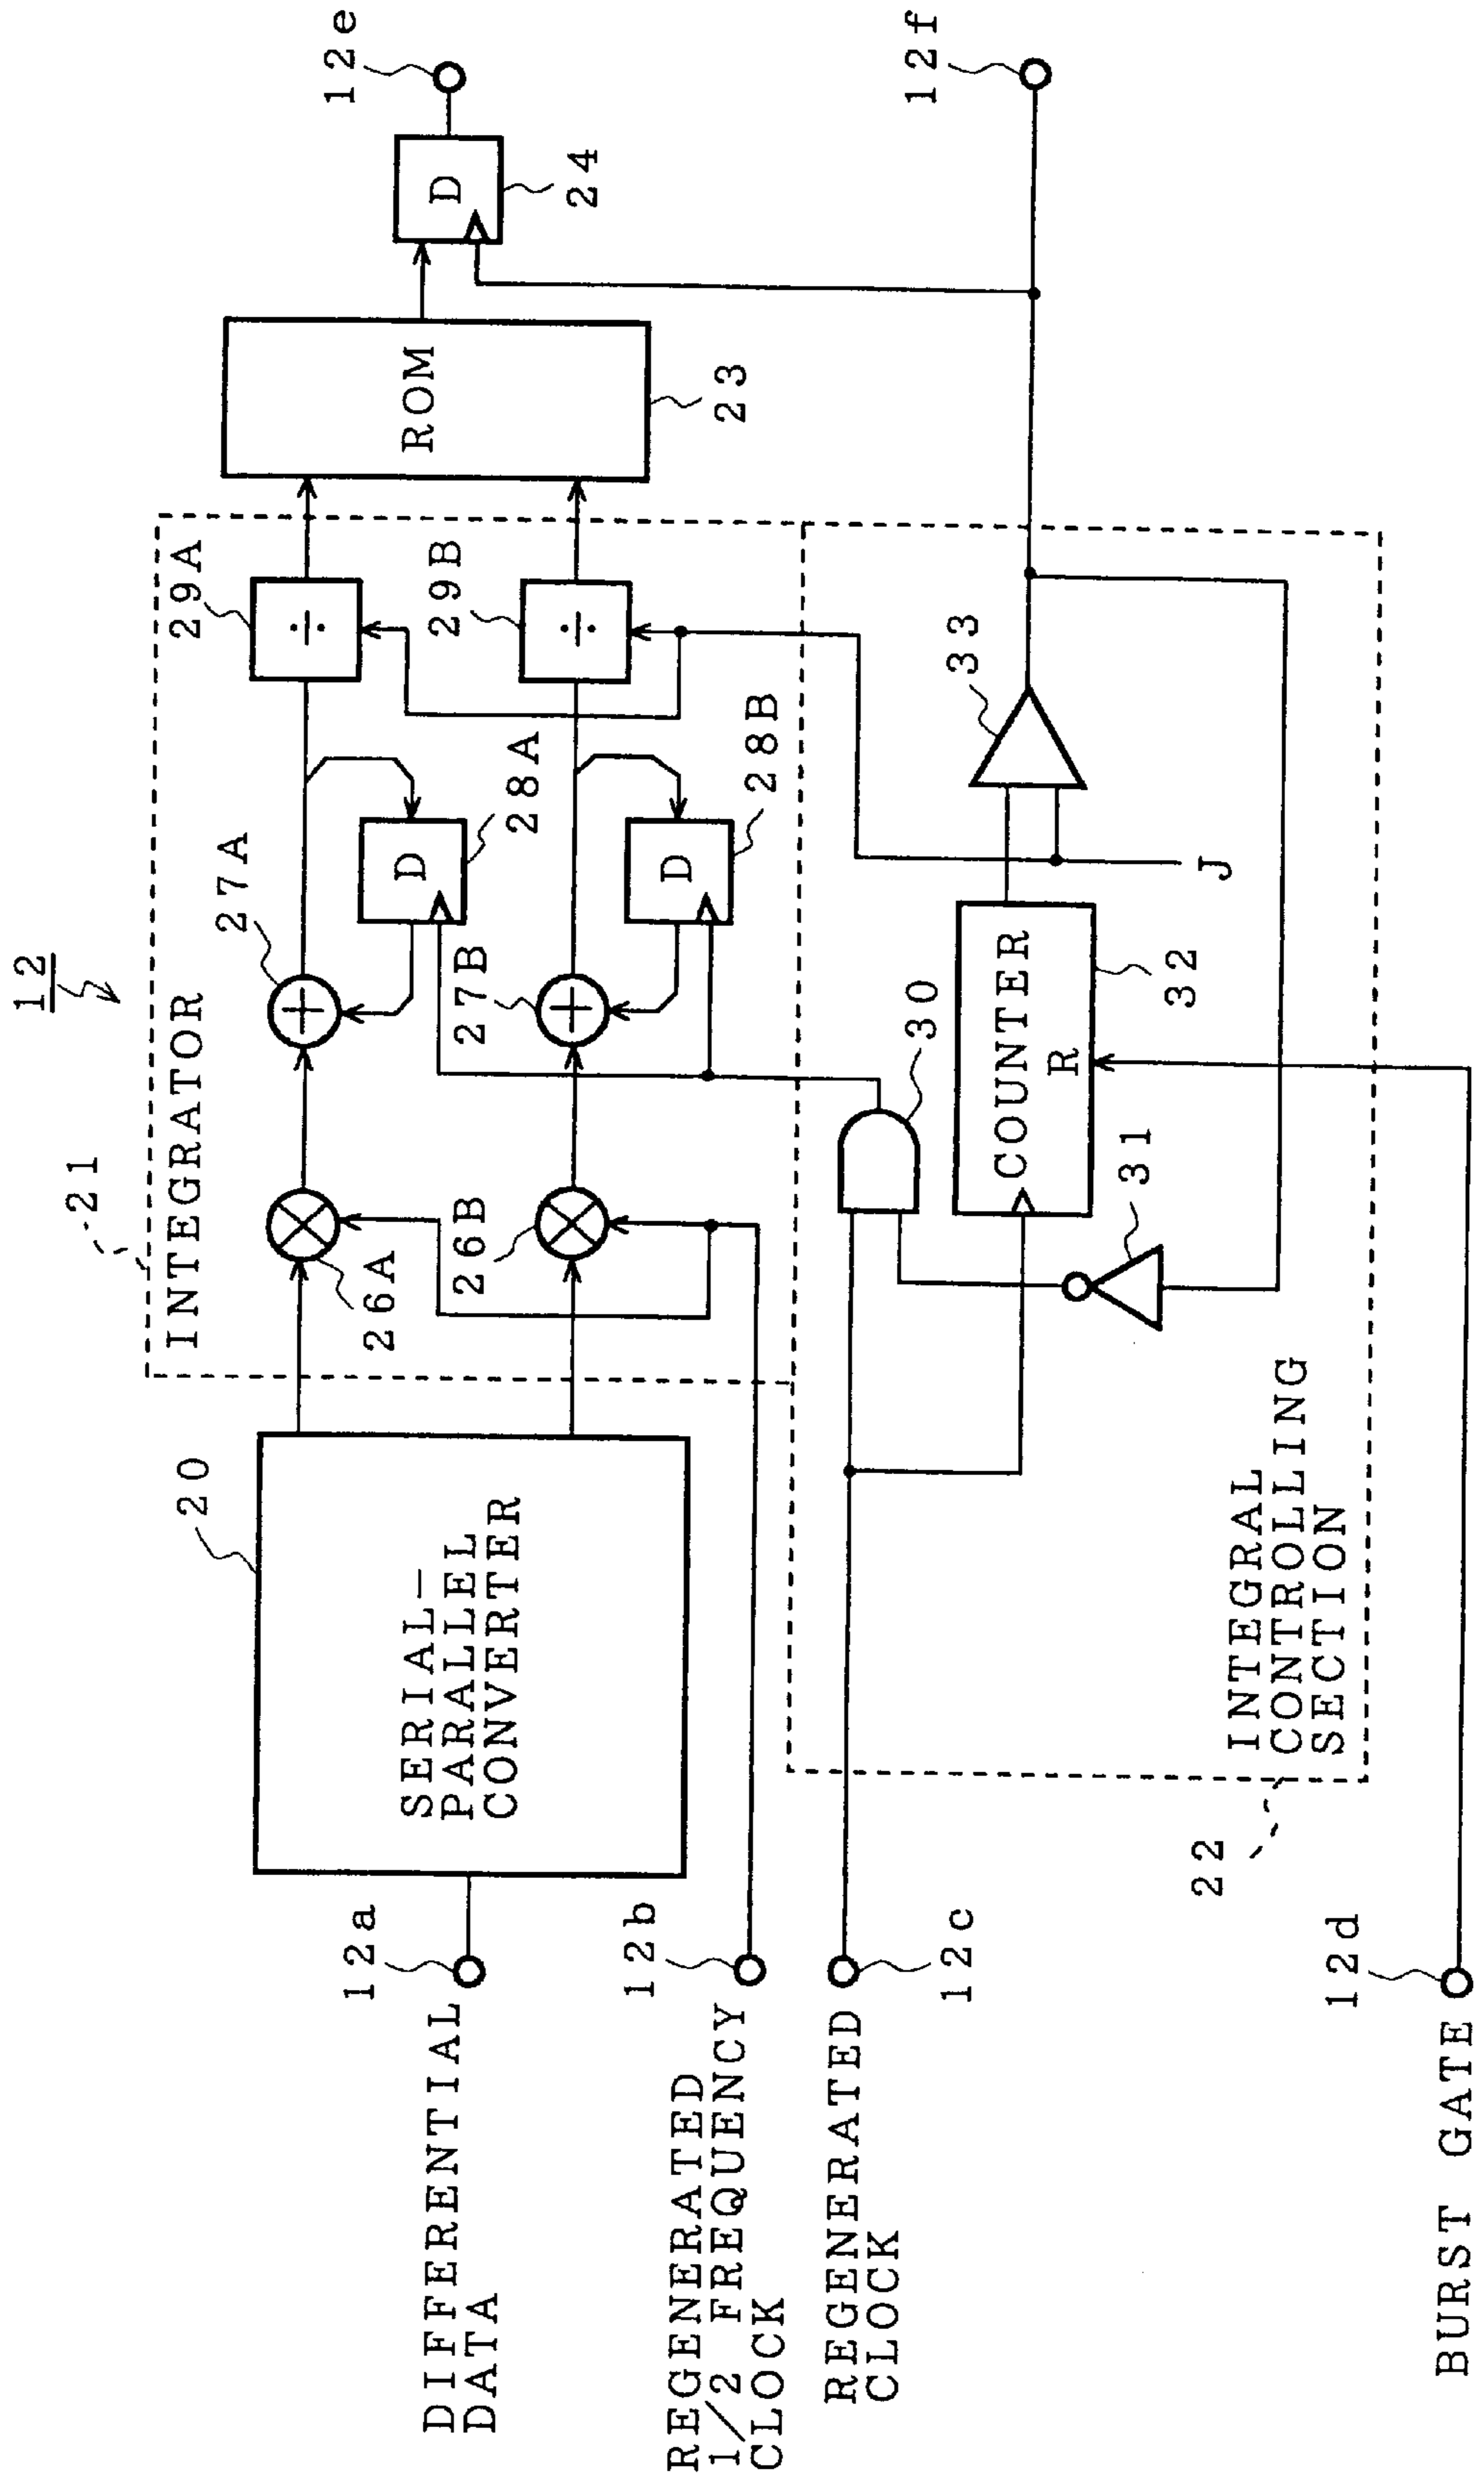 12
21
INTEGRATOR
20
SERIAL-
PARALLEL
CONVERTER
26A
27A
28A
D
29A
26B
27B
28B
D
29B
ROM
23
D
24
12e
12a
DIFFERENTIAL
DATA
12b
REGENERATED
1/2 FREQUENCY
CLOCK
12c
REGENERATED
CLOCK
30
31
COUNTER
R
32
33
J
12f
INTEGRAL
CONTROLLING
SECTION
22
12d
BURST GATE